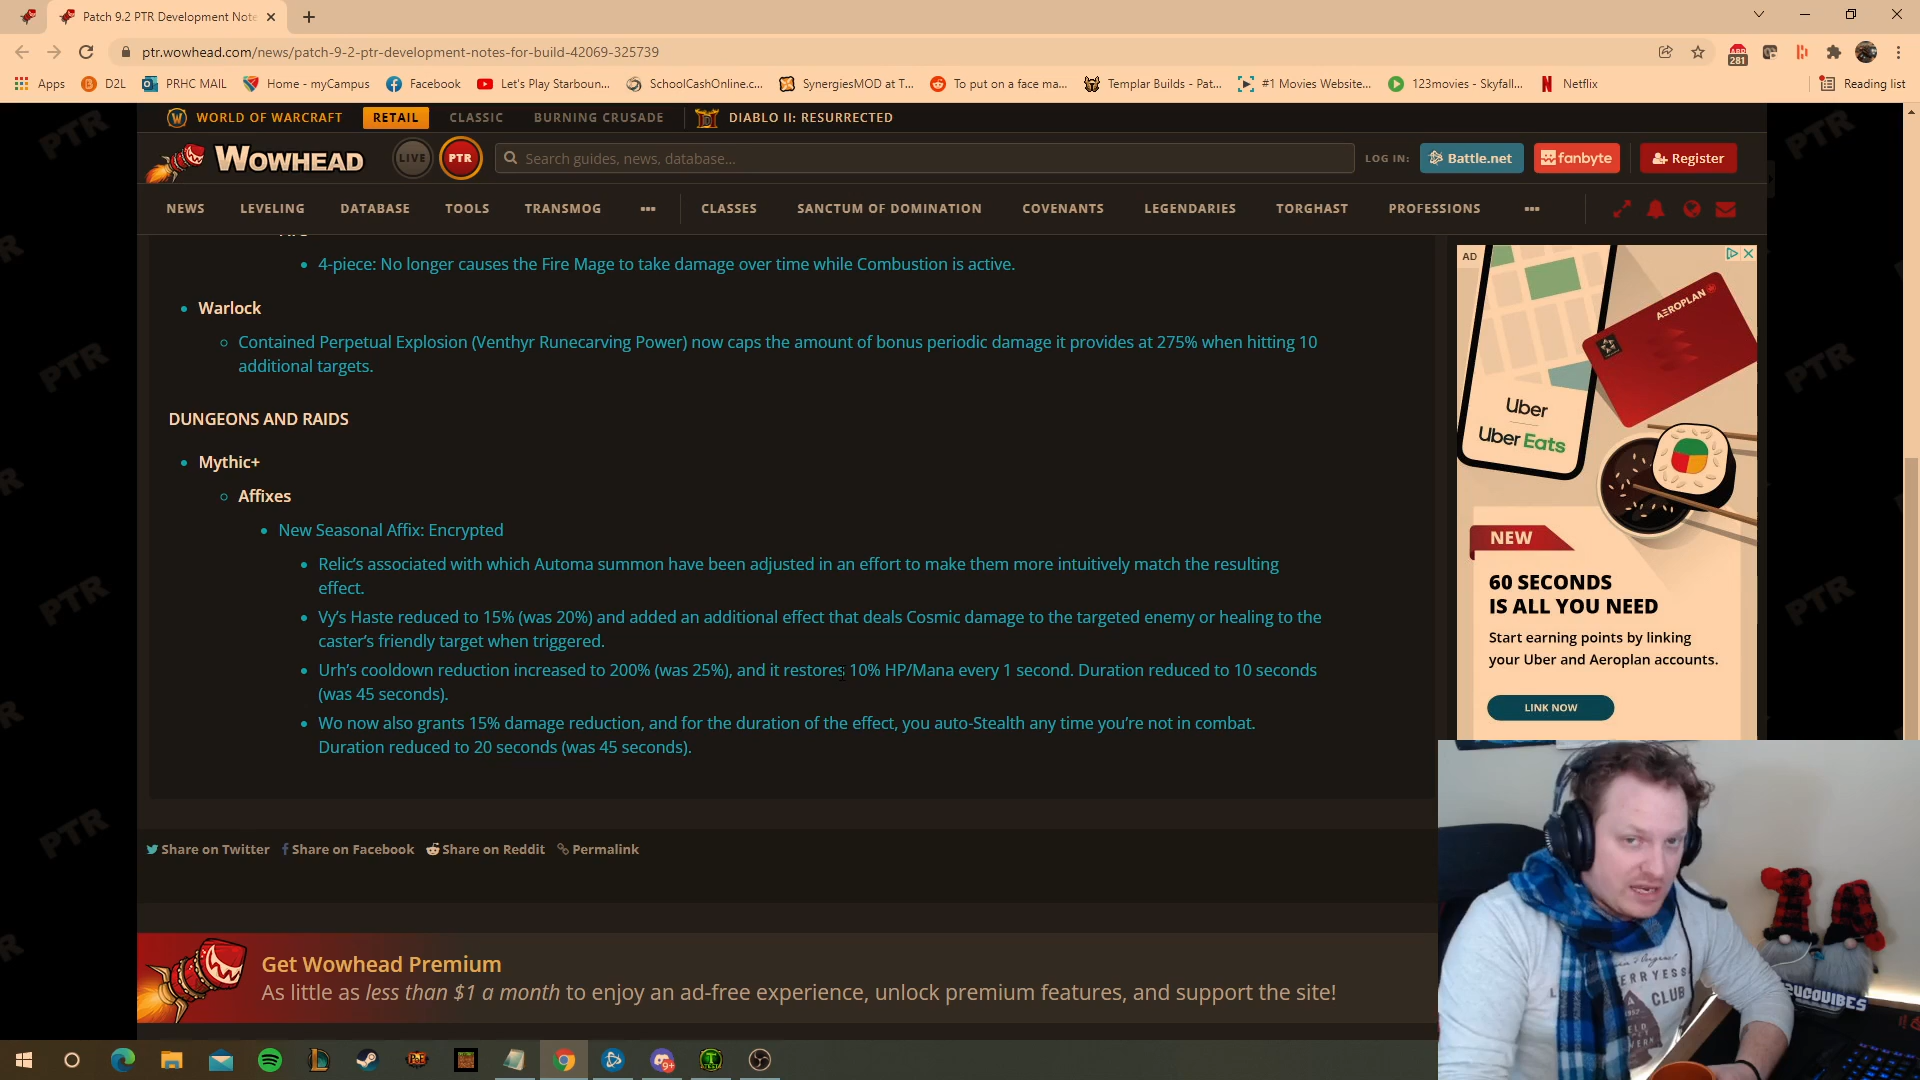 Patch 9.2 PTR Development Note
ptr.wowhead.com/news/patch-9-2-ptr-development-notes-for-build-42069-325739
281
Apps D2L PRHC MAIL Home - myCampus Facebook Let's Play Starboun... SchoolCashOnline.c... SynergiesMOD at T... To put on a face ma... Templar Builds - Pat... #1 Movies Website... 123movies - Skyfall... Netflix Reading list
WORLD OF WARCRAFT RETAIL CLASSIC BURNING CRUSADE DIABLO II: RESURRECTED
WOWHEAD LIVE PTR Search guides, news, database... LOG IN: Battle.net fanbyte Register
NEWS LEVELING DATABASE TOOLS TRANSMOG ••• CLASSES SANCTUM OF DOMINATION COVENANTS LEGENDARIES TORGHAST PROFESSIONS •••
4-piece: No longer causes the Fire Mage to take damage over time while Combustion is active.
Warlock
Contained Perpetual Explosion (Venthyr Runecarving Power) now caps the amount of bonus periodic damage it provides at 275% when hitting 10
additional targets.
DUNGEONS AND RAIDS
Mythic+
Affixes
New Seasonal Affix: Encrypted
Relic's associated with which Automa summon have been adjusted in an effort to make them more intuitively match the resulting
effect.
Vy's Haste reduced to 15% (was 20%) and added an additional effect that deals Cosmic damage to the targeted enemy or healing to the
caster's friendly target when triggered.
Urh's cooldown reduction increased to 200% (was 25%), and it restores 10% HP/Mana every 1 second. Duration reduced to 10 seconds
(was 45 seconds).
Wo now also grants 15% damage reduction, and for the duration of the effect, you auto-Stealth any time you're not in combat.
Duration reduced to 20 seconds (was 45 seconds).
Share on Twitter Share on Facebook Share on Reddit Permalink
Get Wowhead Premium
As little as less than $1 a month to enjoy an ad-free experience, unlock premium features, and support the site!
AD
AEROPLAN
Uber
Uber Eats
NEW
60 SECONDS
IS ALL YOU NEED
Start earning points by linking
your Uber and Aeroplan accounts.
LINK NOW
PTR
PTR
PTR
PTR
PTR
PTR
CLUB
9+